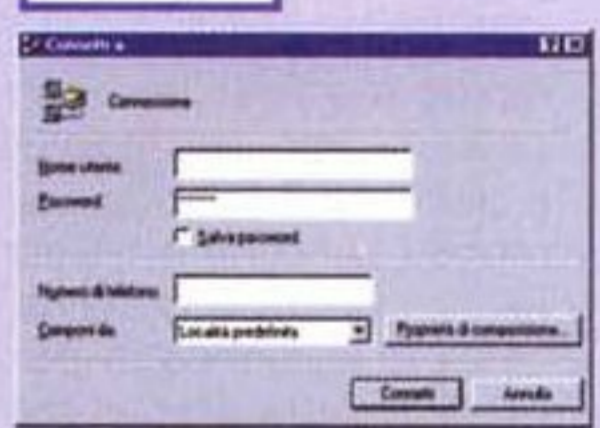 Connetti a
Connessione
Nome utente
Password
Salva password
Numero di telefono
Componi da
Località predefinita
Proprietà di composizione...
Connetti
Annulla